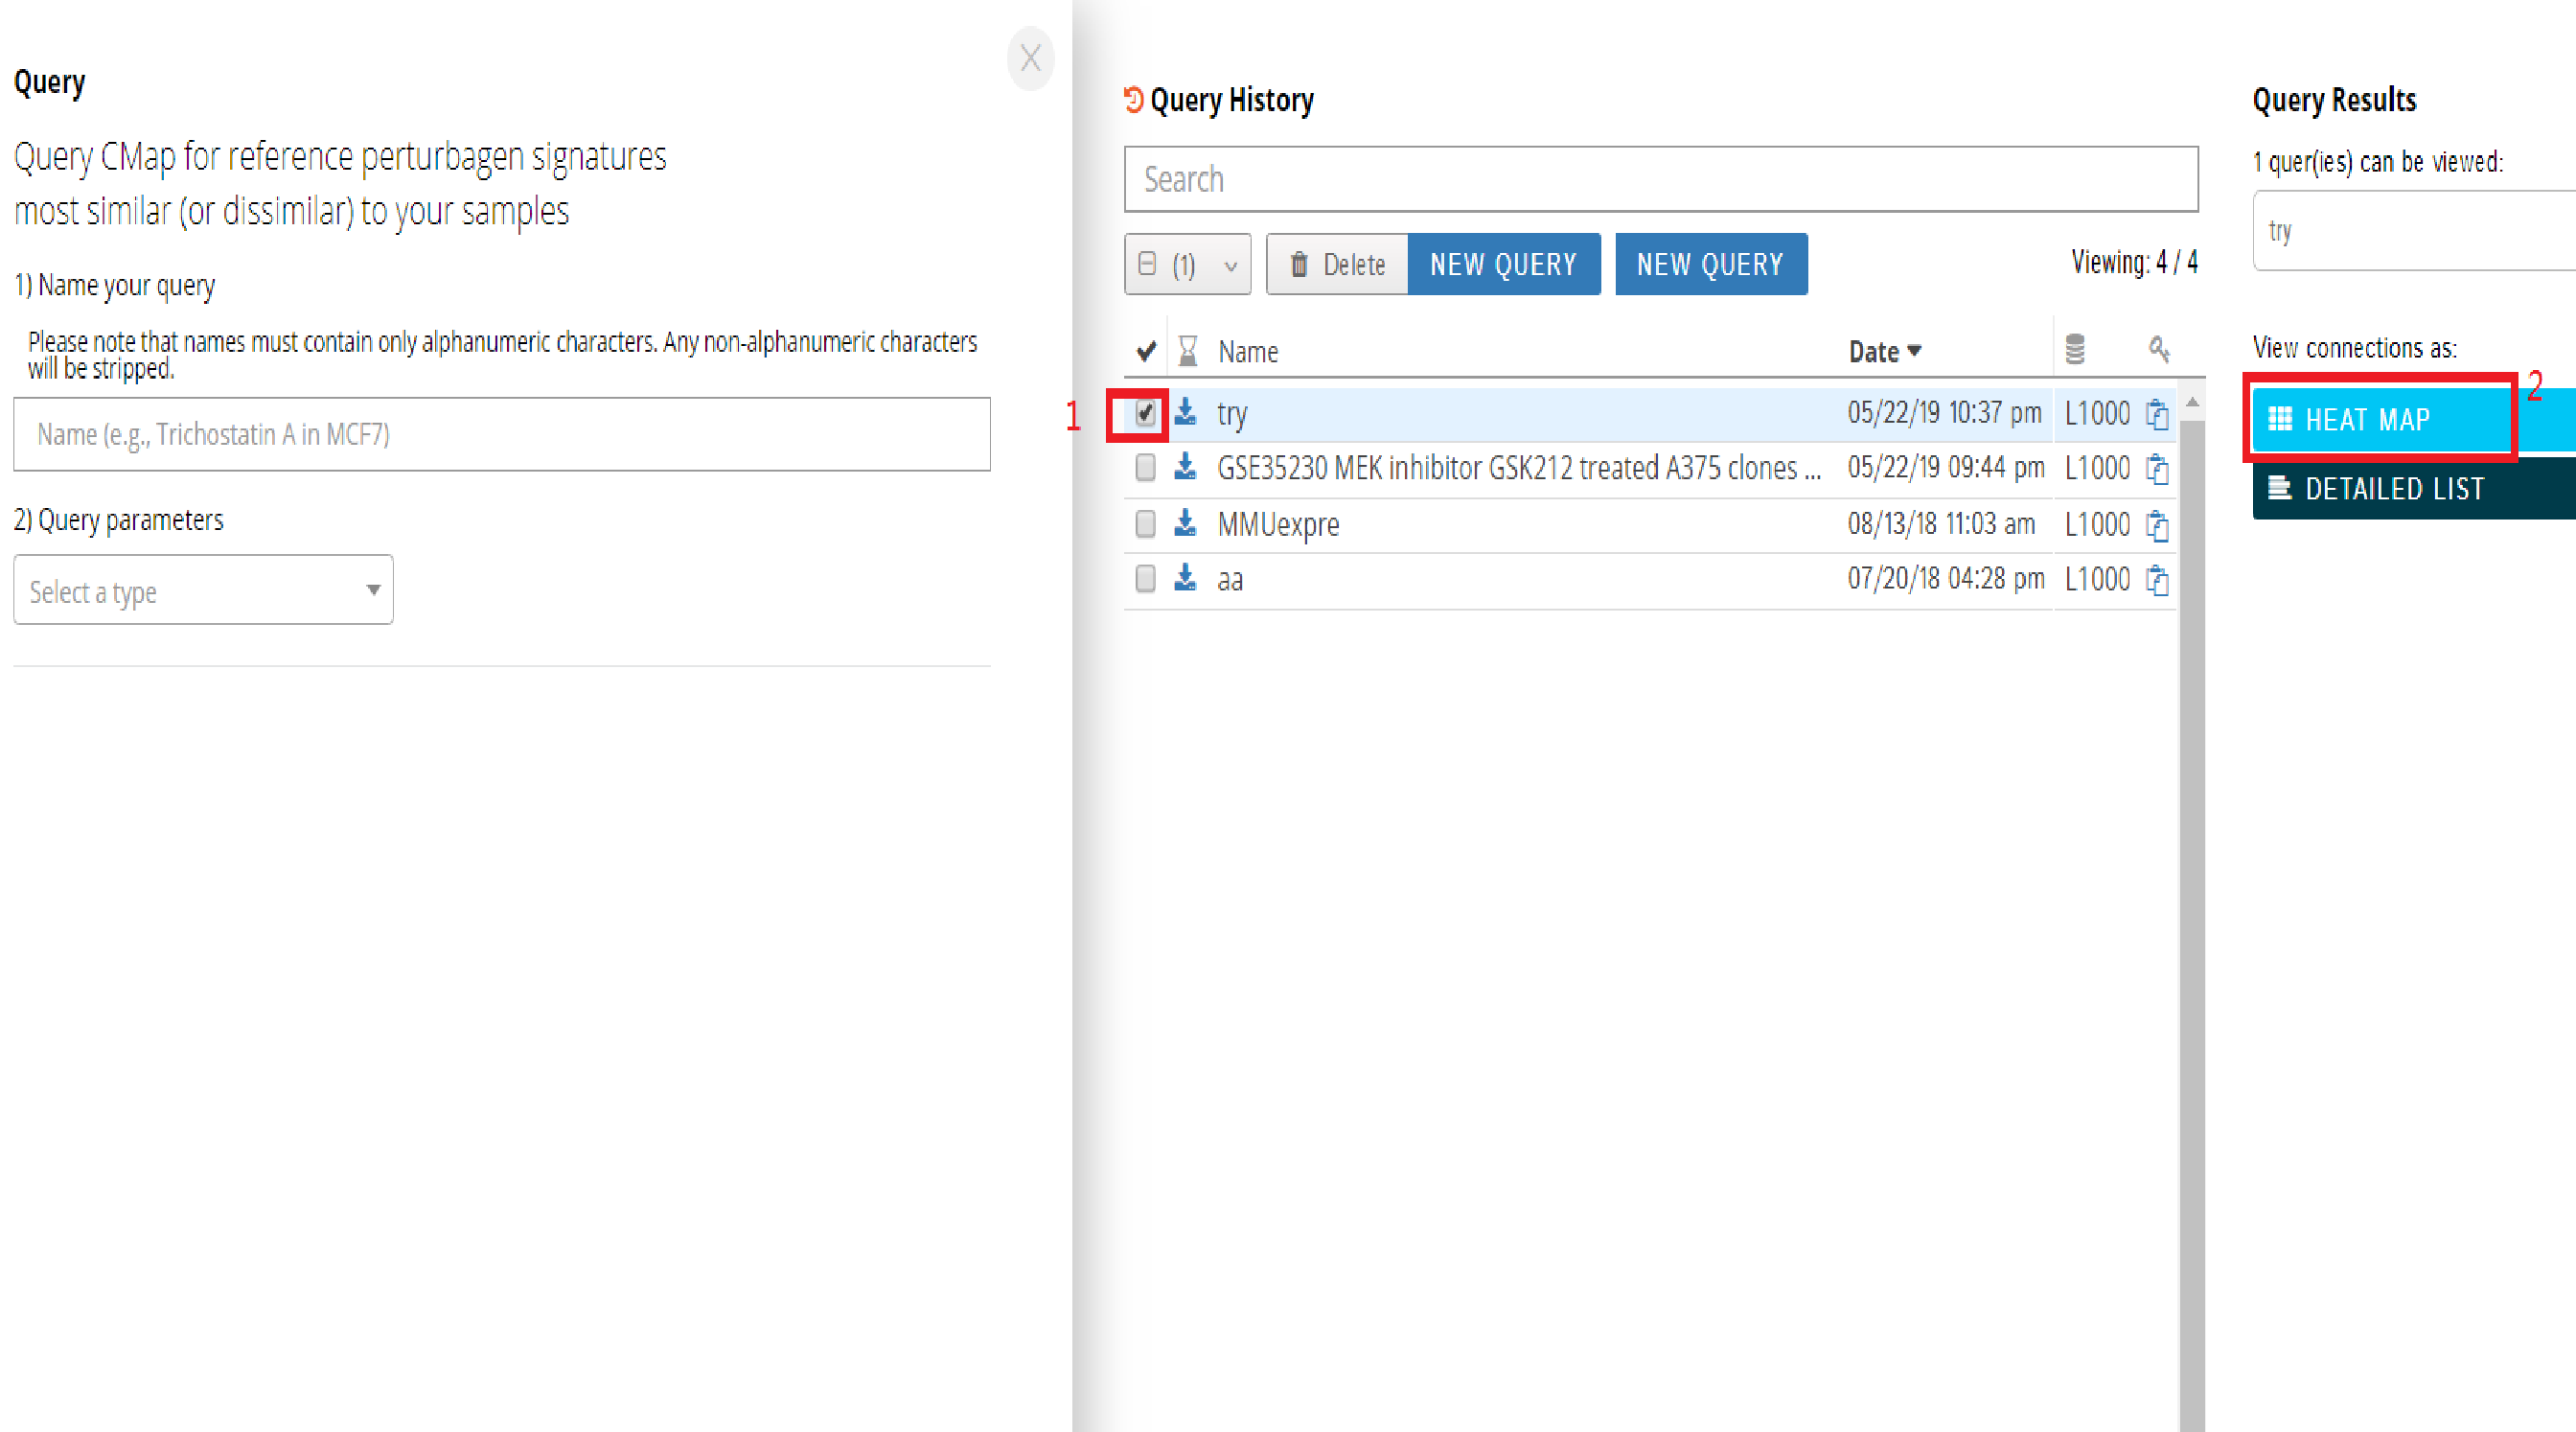 Query
Query CMap for reference perturbagen signatures
most similar (or dissimilar) to your samples
1) Name your query
Please note that names must contain only alphanumeric characters. Any non-alphanumeric characters
will be stripped.
Name (e.g., Trichostatin A in MCF7)
2) Query parameters
Select a type
X
Query History
Search
(1)
Delete
NEW QUERY
NEW QUERY
Viewing: 4 / 4
Name Date
1
try 05/22/19 10:37 pm L1000
GSE35230 MEK inhibitor GSK212 treated A375 clones ... 05/22/19 09:44 pm L1000
MMUexpre 08/13/18 11:03 am L1000
aa 07/20/18 04:28 pm L1000
Query Results
1 quer(ies) can be viewed:
try
View connections as:
HEAT MAP
2
DETAILED LIST